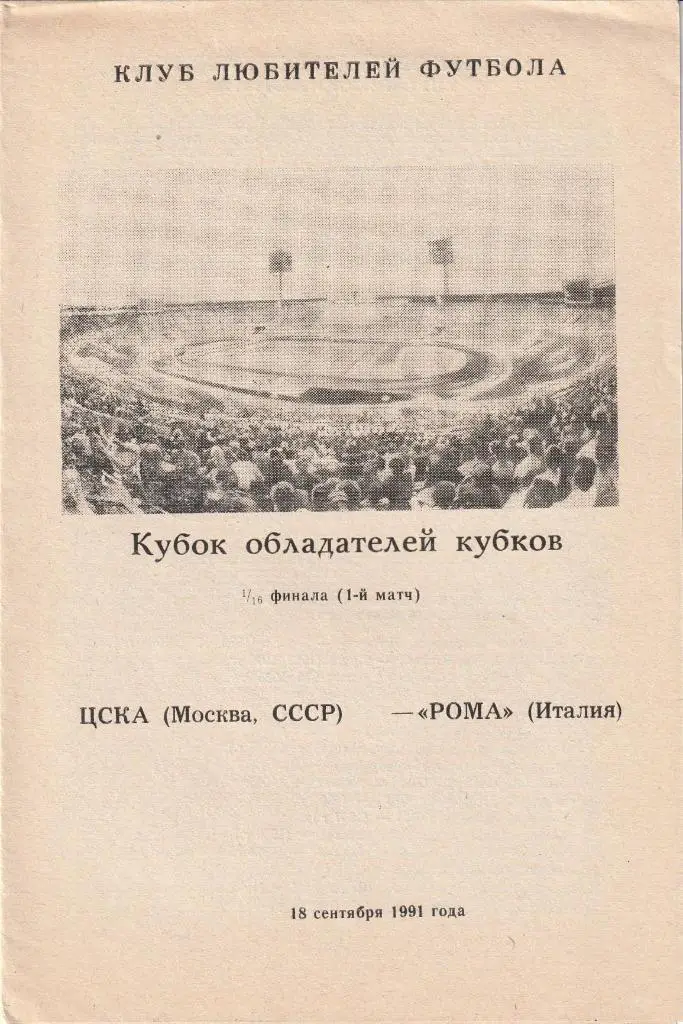 КЛУБ ЛЮБИТЕЛЕЙ ФУТБОЛА
Кубок обладателей кубков
1/16 финала (1-й матч)
ЦСКА (Москва, СССР) — «РОМА» (Италия)
18 сентября 1991 года